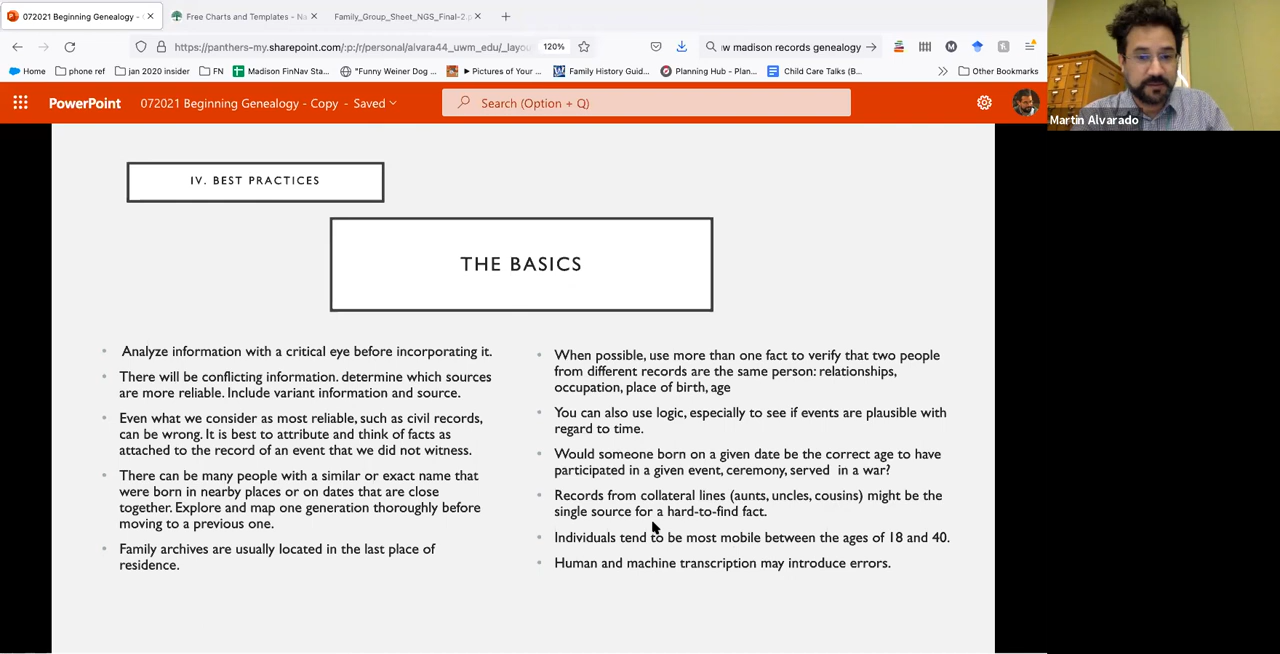 072021 Beginning Genealogy - C
Free Charts and Templates - Na
Family_Group_Sheet_NGS_Final-2.p
https://panthers-my.sharepoint.com/:p:/r/personal/alvara44_uwm_edu/_layou
120%
w madison records genealogy
Home
phone ref
jan 2020 insider
FN
Madison FinNav Sta...
"Funny Weiner Dog ...
▸ Pictures of Your ...
Family History Guid...
Planning Hub - Plan...
Child Care Talks (B...
Other Bookmarks
PowerPoint
072021 Beginning Genealogy - Copy - Saved
Search (Option + Q)
Martin Alvarado
IV. BEST PRACTICES
THE BASICS
• Analyze information with a critical eye before incorporating it.
• There will be conflicting information. determine which sources
are more reliable. Include variant information and source.
• Even what we consider as most reliable, such as civil records,
can be wrong. It is best to attribute and think of facts as
attached to the record of an event that we did not witness.
• There can be many people with a similar or exact name that
were born in nearby places or on dates that are close
together. Explore and map one generation thoroughly before
moving to a previous one.
• Family archives are usually located in the last place of
residence.
• When possible, use more than one fact to verify that two people
from different records are the same person: relationships,
occupation, place of birth, age
• You can also use logic, especially to see if events are plausible with
regard to time.
• Would someone born on a given date be the correct age to have
participated in a given event, ceremony, served in a war?
• Records from collateral lines (aunts, uncles, cousins) might be the
single source for a hard-to-find fact.
• Individuals tend to be most mobile between the ages of 18 and 40.
• Human and machine transcription may introduce errors.